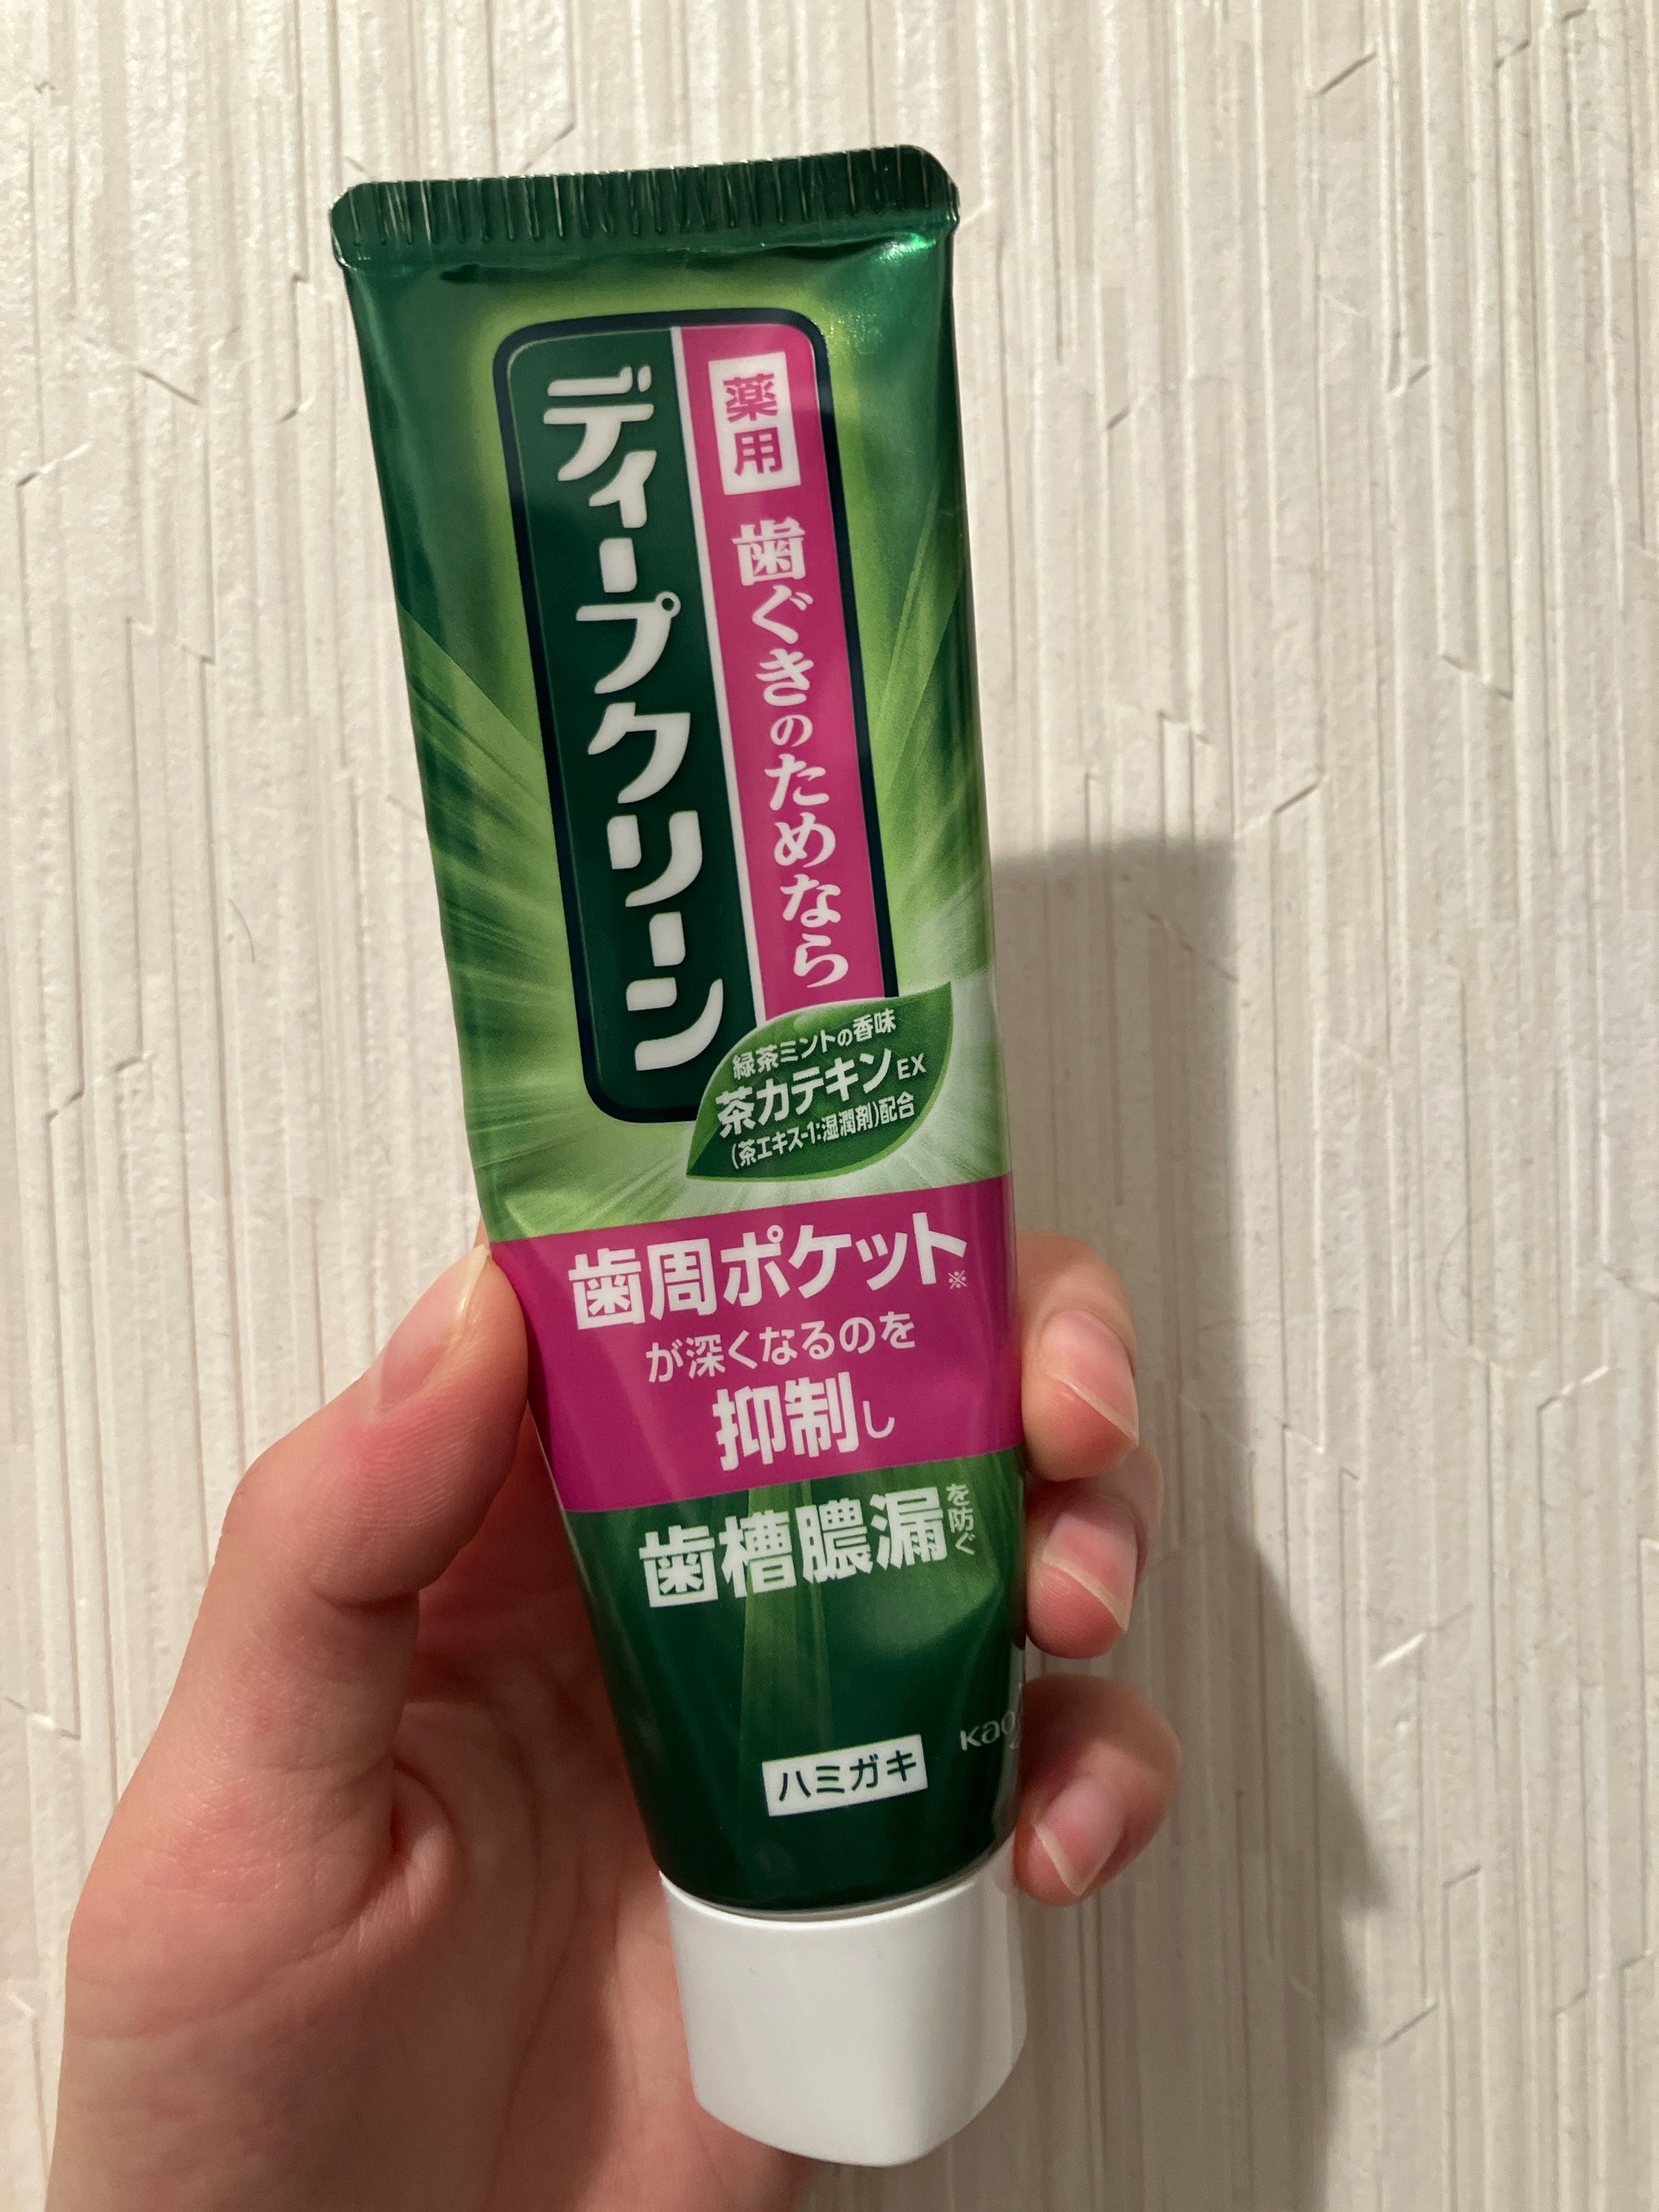 薬用 歯ぐきのためなら
ディープクリーン
緑茶ミントの香味
茶カテキンEX
(茶エキス-1:湿潤剤)配合
歯周ポケット※
が深くなるのを
抑制し
歯槽膿漏を防ぐ
Kao
ハミガキ